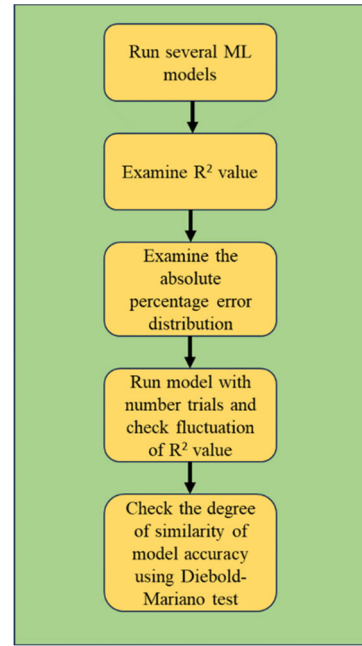 Run several ML
models
Examine R² value
Examine the
absolute
percentage error
distribution
Run model with
number trials and
check fluctuation
of R² value
Check the degree
of similarity of
model accuracy
using Diebold-
Mariano test